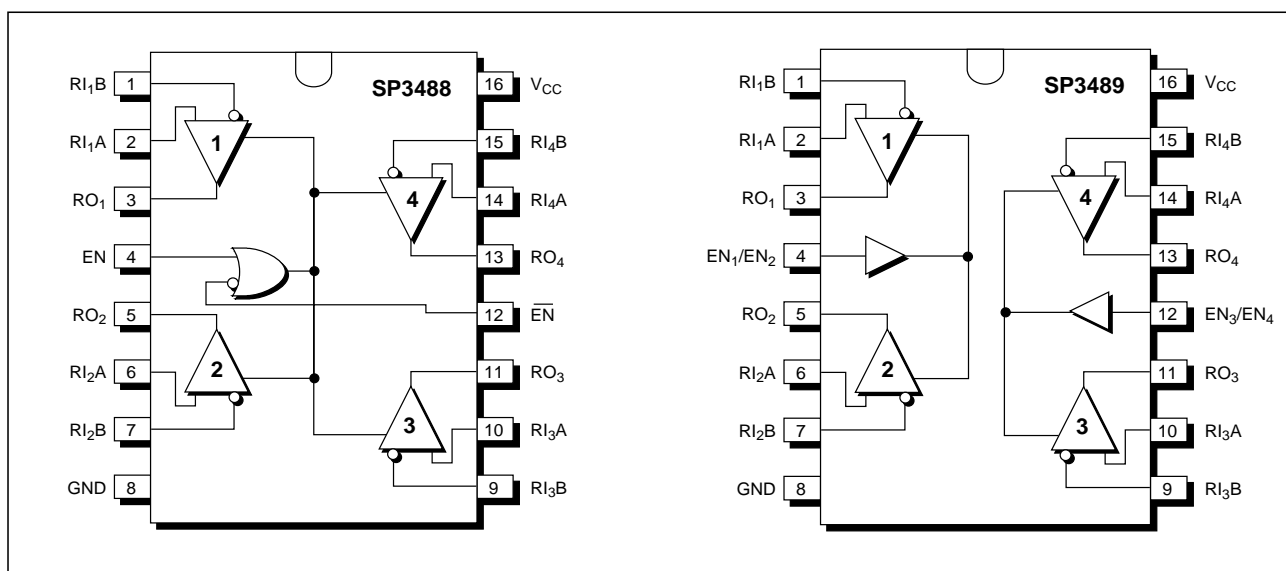 SP3488
RI₁B 1
RI₁A 2
RO₁ 3
EN 4
RO₂ 5
RI₂A 6
RI₂B 7
GND 8
16 V_CC
15 RI₄B
14 RI₄A
13 RO₄
12 E̅N̅
11 RO₃
10 RI₃A
9 RI₃B
1
2
3
4
SP3489
RI₁B 1
RI₁A 2
RO₁ 3
EN₁/EN₂ 4
RO₂ 5
RI₂A 6
RI₂B 7
GND 8
16 V_CC
15 RI₄B
14 RI₄A
13 RO₄
12 EN₃/EN₄
11 RO₃
10 RI₃A
9 RI₃B
1
2
3
4